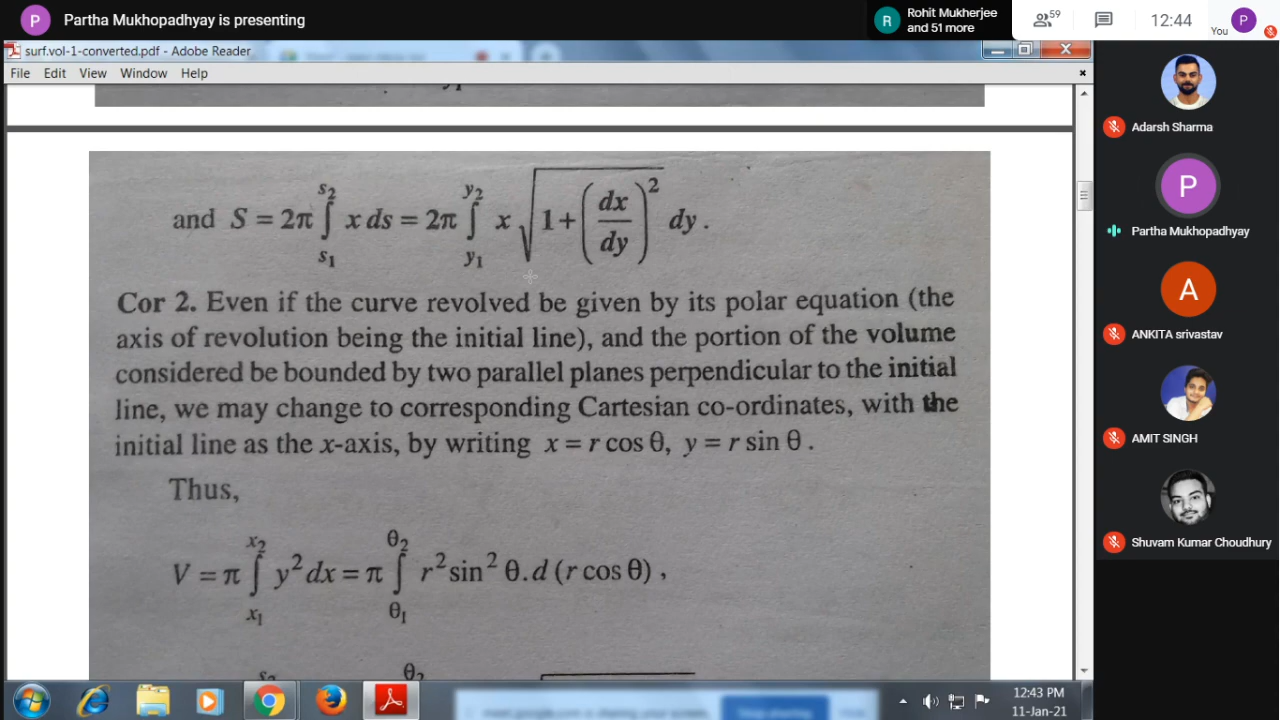 P Partha Mukhopadhyay is presenting
R Rohit Mukherjee
and 51 more
59
12:44
You
P
surf.vol-1-converted.pdf - Adobe Reader
File Edit View Window Help
and S = 2π ∫_{s₁}^{s₂} x ds = 2π ∫_{y₁}^{y₂} x √(1+(dx/dy)²) dy .
Cor 2. Even if the curve revolved be given by its polar equation (the
axis of revolution being the initial line), and the portion of the volume
considered be bounded by two parallel planes perpendicular to the initial
line, we may change to corresponding Cartesian co-ordinates, with the
initial line as the x-axis, by writing x = r cos θ, y = r sin θ .
Thus,
V = π ∫_{x₁}^{x₂} y² dx = π ∫_{θ₁}^{θ₂} r² sin² θ.d (r cos θ) ,
s₂ θ₂
Adarsh Sharma
P
Partha Mukhopadhyay
A
ANKITA srivastav
AMIT SINGH
Shuvam Kumar Choudhury
12:43 PM
11-Jan-21